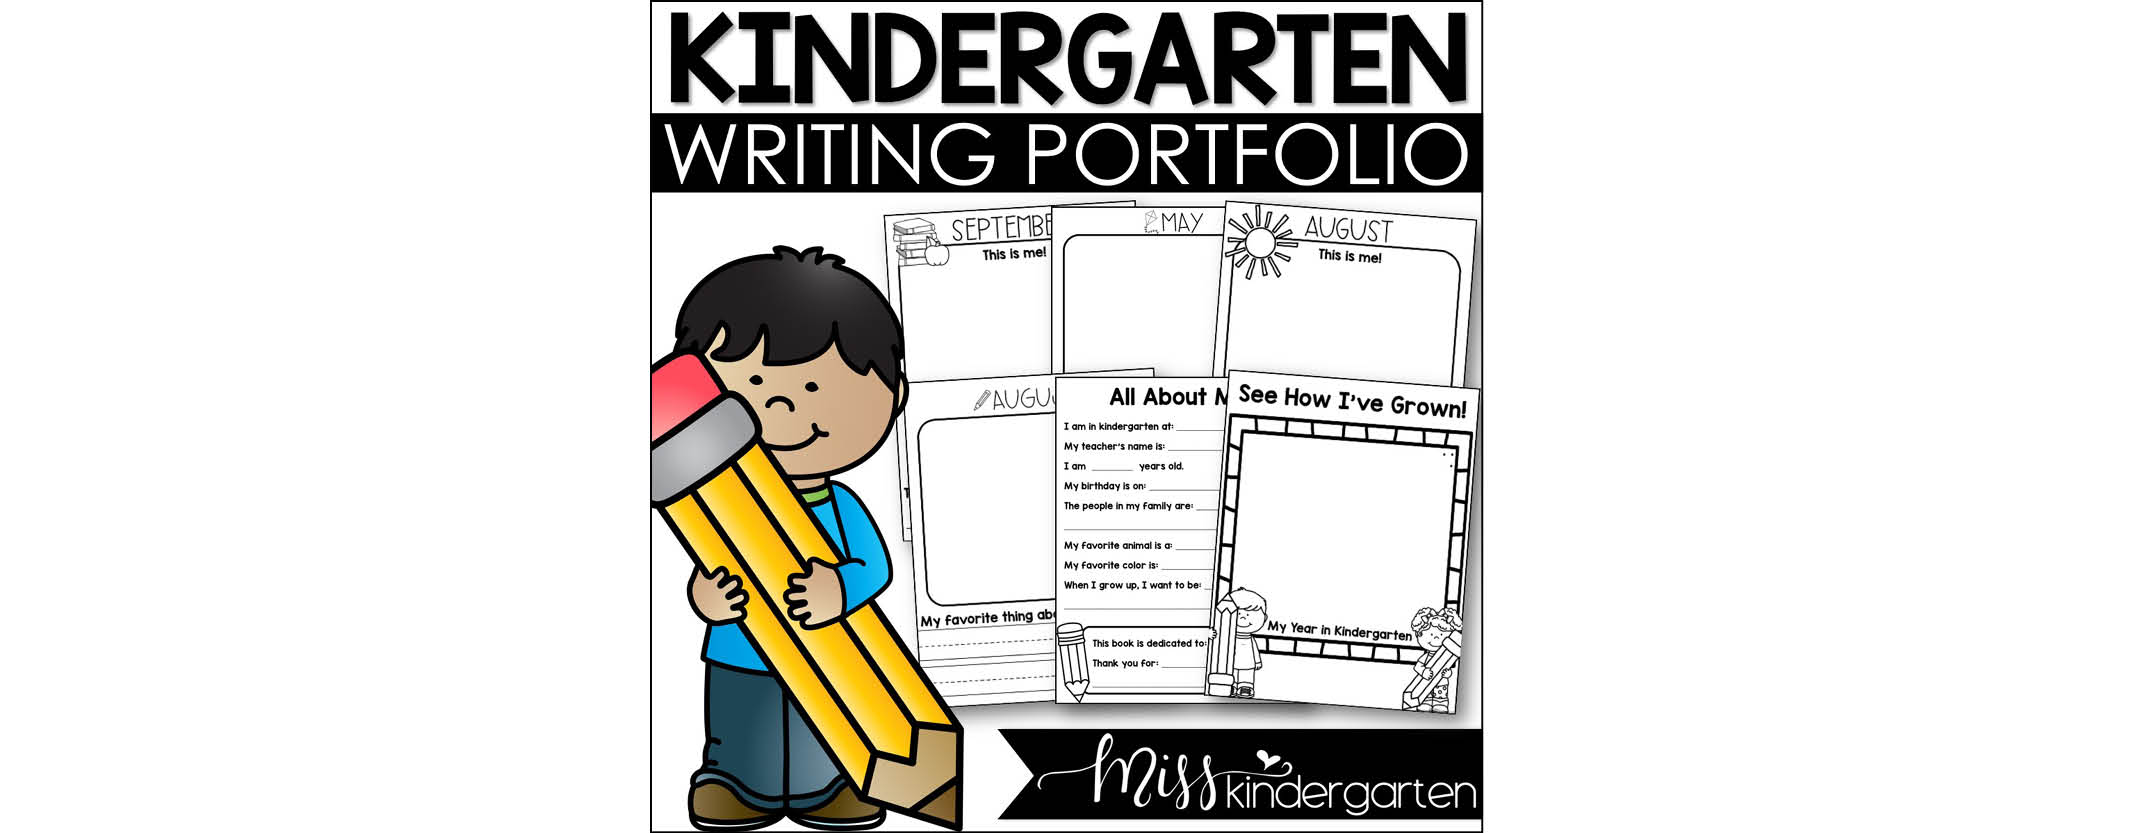 KINDERGARTEN
WRITING PORTFOLIO
SEPTEMBE
This is me!
MAY
AUGUST
This is me!
AUGU
My favorite thing abo
All About M
I am in kindergarten at:
My teacher's name is:
I am ______ years old.
My birthday is on:
The people in my family are:
My favorite animal is a:
My favorite color is:
When I grow up, I want to be:
This book is dedicated to:
Thank you for:
See How I've Grown!
My Year in Kindergarten
Miss kindergarten